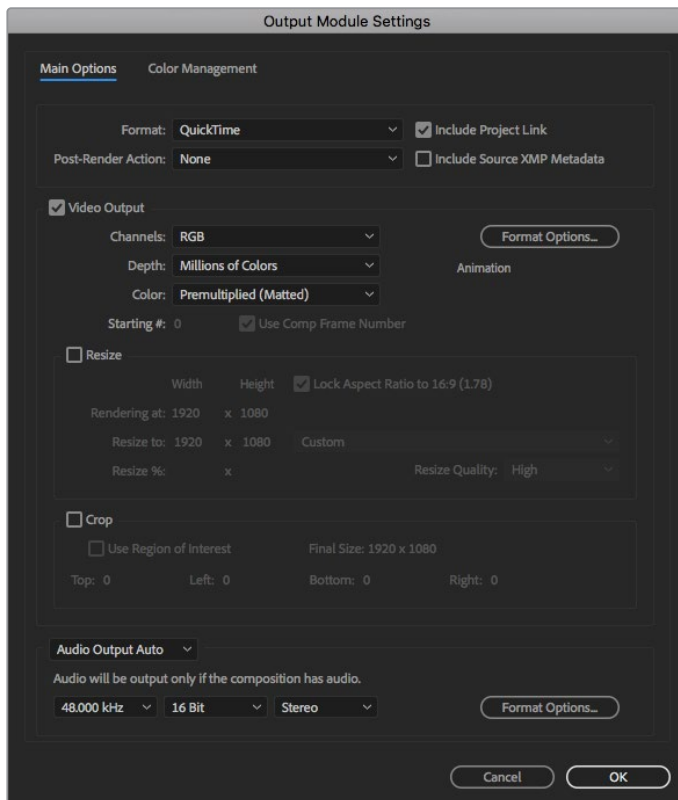 Output Module Settings
Main Options Color Management
Format: QuickTime Include Project Link
Post-Render Action: None Include Source XMP Metadata
Video Output
Channels: RGB Format Options...
Depth: Millions of Colors Animation
Color: Premultiplied (Matted)
Starting #: 0 Use Comp Frame Number
Resize
Width Height Lock Aspect Ratio to 16:9 (1.78)
Rendering at: 1920 x 1080
Resize to: 1920 x 1080 Custom
Resize %: x Resize Quality: High
Crop
Use Region of Interest Final Size: 1920 x 1080
Top: 0 Left: 0 Bottom: 0 Right: 0
Audio Output Auto
Audio will be output only if the composition has audio.
48.000 kHz 16 Bit Stereo Format Options...
Cancel OK